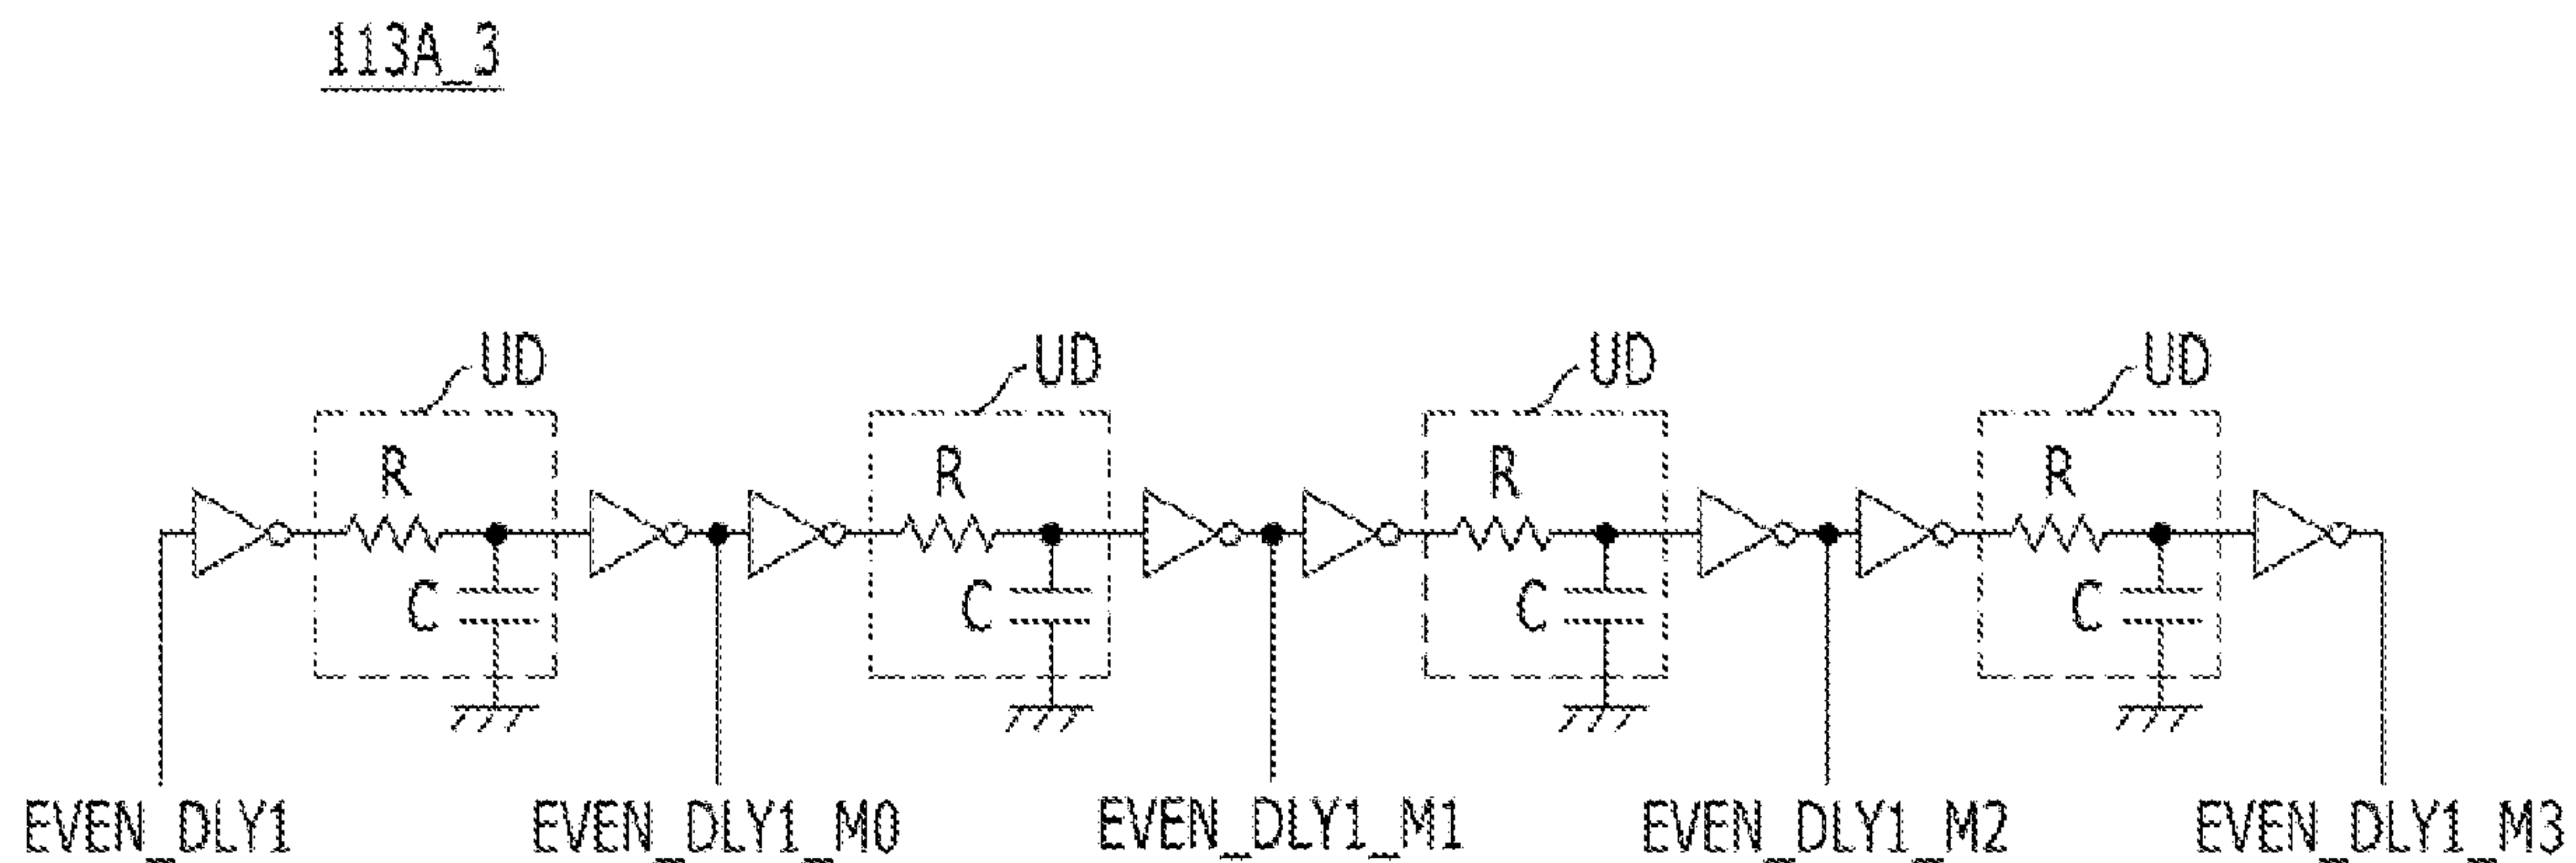 113A_3
UD UD UD UD
R R R R
C C C C
EVEN_DLY1 EVEN_DLY1_M0 EVEN_DLY1_M1 EVEN_DLY1_M2 EVEN_DLY1_M3